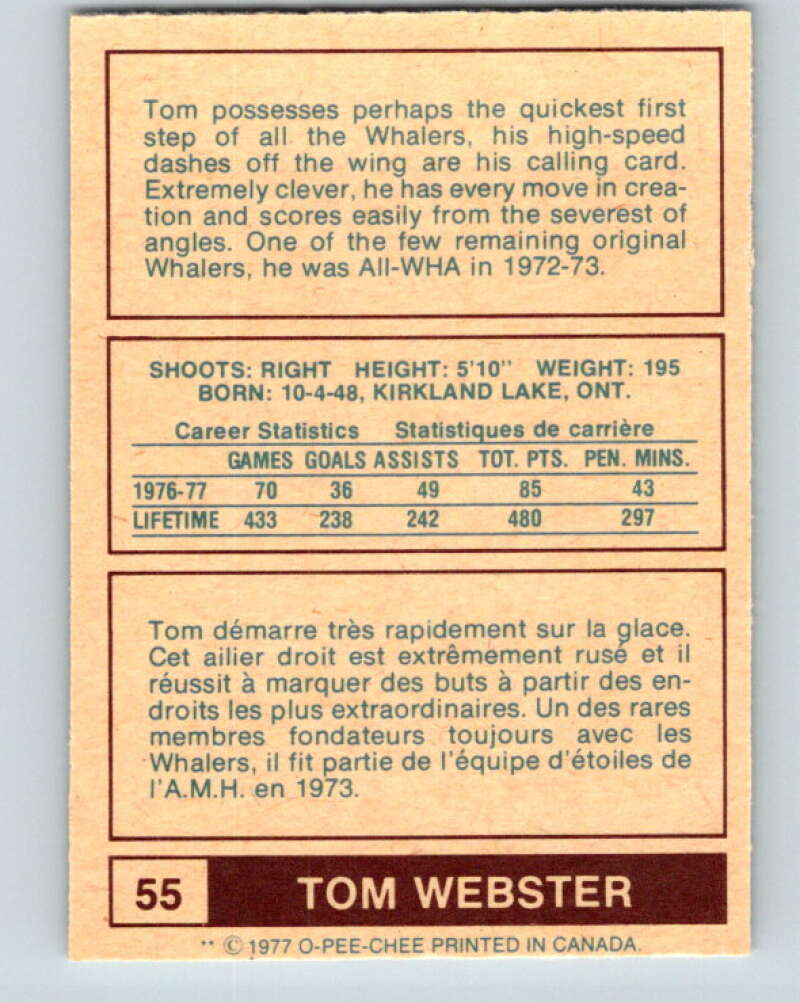 Tom possesses perhaps the quickest first
step of all the Whalers, his high-speed
dashes off the wing are his calling card.
Extremely clever, he has every move in crea-
tion and scores easily from the severest of
angles. One of the few remaining original
Whalers, he was All-WHA in 1972-73.
SHOOTS: RIGHT HEIGHT: 5'10" WEIGHT: 195
BORN: 10-4-48, KIRKLAND LAKE, ONT.
Career Statistics Statistiques de carrière
GAMES GOALS ASSISTS TOT. PTS. PEN. MINS.
1976-77 70 36 49 85 43
LIFETIME 433 238 242 480 297
Tom démarre très rapidement sur la glace.
Cet ailier droit est extrêmement rusé et il
réussit à marquer des buts à partir des en-
droits les plus extraordinaires. Un des rares
membres fondateurs toujours avec les
Whalers, il fit partie de l'équipe d'étoiles de
l'A.M.H. en 1973.
55 TOM WEBSTER
** © 1977 O-PEE-CHEE PRINTED IN CANADA.